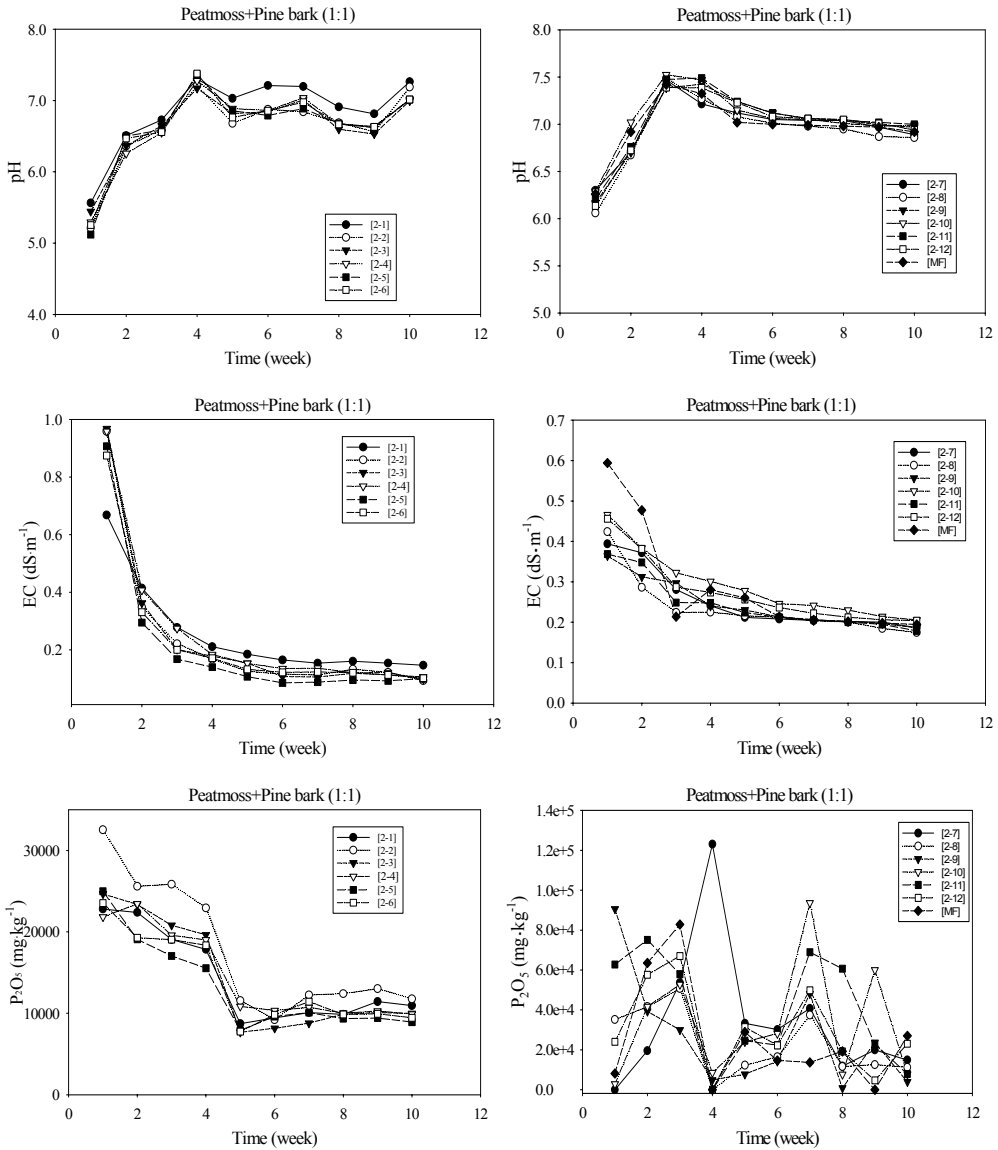 Peatmoss+Pine bark (1:1)
8.0
7.0
6.0
5.0
4.0
pH
0 2 4 6 8 10 12
Time (week)
[2-1]
[2-2]
[2-3]
[2-4]
[2-5]
[2-6]
Peatmoss+Pine bark (1:1)
8.0
7.5
7.0
6.5
6.0
5.5
5.0
pH
0 2 4 6 8 10 12
Time (week)
[2-7]
[2-8]
[2-9]
[2-10]
[2-11]
[2-12]
[MF]
Peatmoss+Pine bark (1:1)
1.0
0.8
0.6
0.4
0.2
EC (dS·m⁻¹)
0 2 4 6 8 10 12
Time (week)
[2-1]
[2-2]
[2-3]
[2-4]
[2-5]
[2-6]
Peatmoss+Pine bark (1:1)
0.7
0.6
0.5
0.4
0.3
0.2
0.1
0.0
EC (dS·m⁻¹)
0 2 4 6 8 10 12
Time (week)
[2-7]
[2-8]
[2-9]
[2-10]
[2-11]
[2-12]
[MF]
Peatmoss+Pine bark (1:1)
30000
20000
10000
0
P₂O₅ (mg·kg⁻¹)
0 2 4 6 8 10 12
Time (week)
[2-1]
[2-2]
[2-3]
[2-4]
[2-5]
[2-6]
Peatmoss+Pine bark (1:1)
1.4e+5
1.2e+5
1.0e+5
8.0e+4
6.0e+4
4.0e+4
2.0e+4
0.0
P₂O₅ (mg·kg⁻¹)
0 2 4 6 8 10 12
Time (week)
[2-7]
[2-8]
[2-9]
[2-10]
[2-11]
[2-12]
[MF]